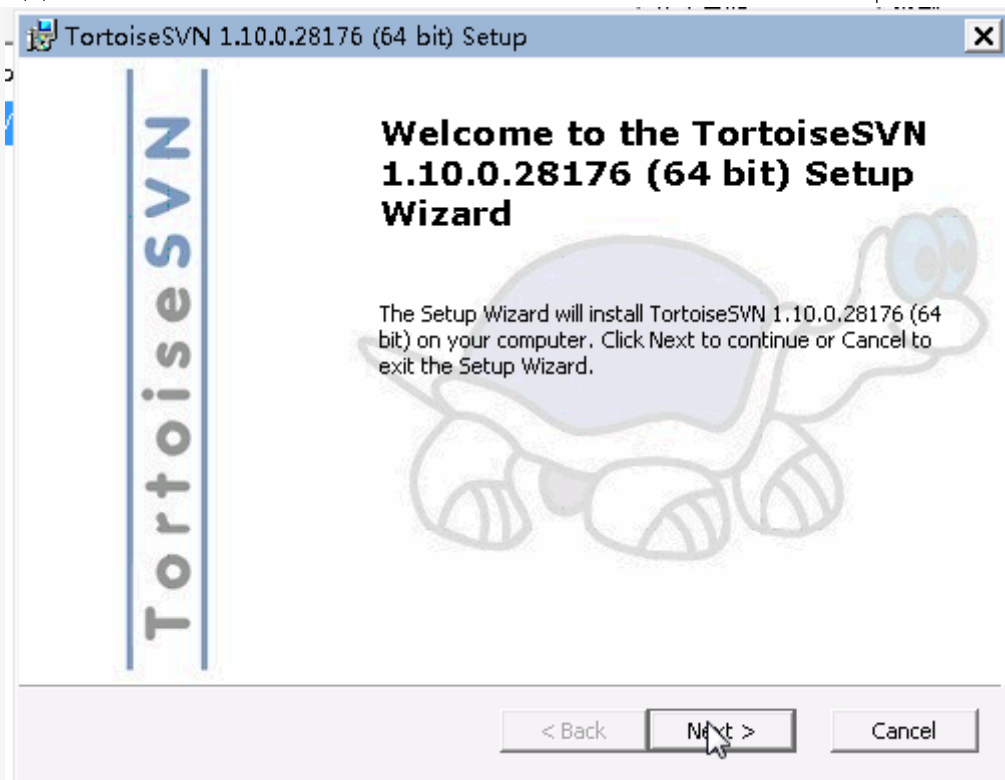 TortoiseSVN 1.10.0.28176 (64 bit) Setup
TortoiseSVN
Welcome to the TortoiseSVN
1.10.0.28176 (64 bit) Setup
Wizard
The Setup Wizard will install TortoiseSVN 1.10.0.28176 (64
bit) on your computer. Click Next to continue or Cancel to
exit the Setup Wizard.
< Back
Next >
Cancel